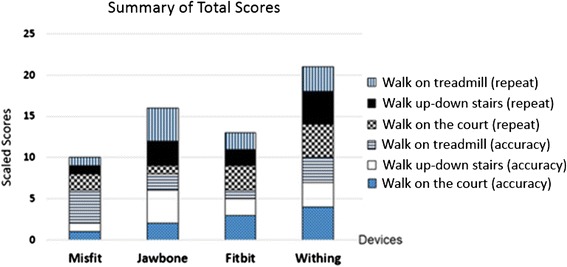 Summary of Total Scores
25
20
15
10
5
0
Scaled Scores
Misfit Jawbone Fitbit Withing
Devices
Walk on treadmill (repeat)
Walk up-down stairs (repeat)
Walk on the court (repeat)
Walk on treadmill (accuracy)
Walk up-down stairs (accuracy)
Walk on the court (accuracy)